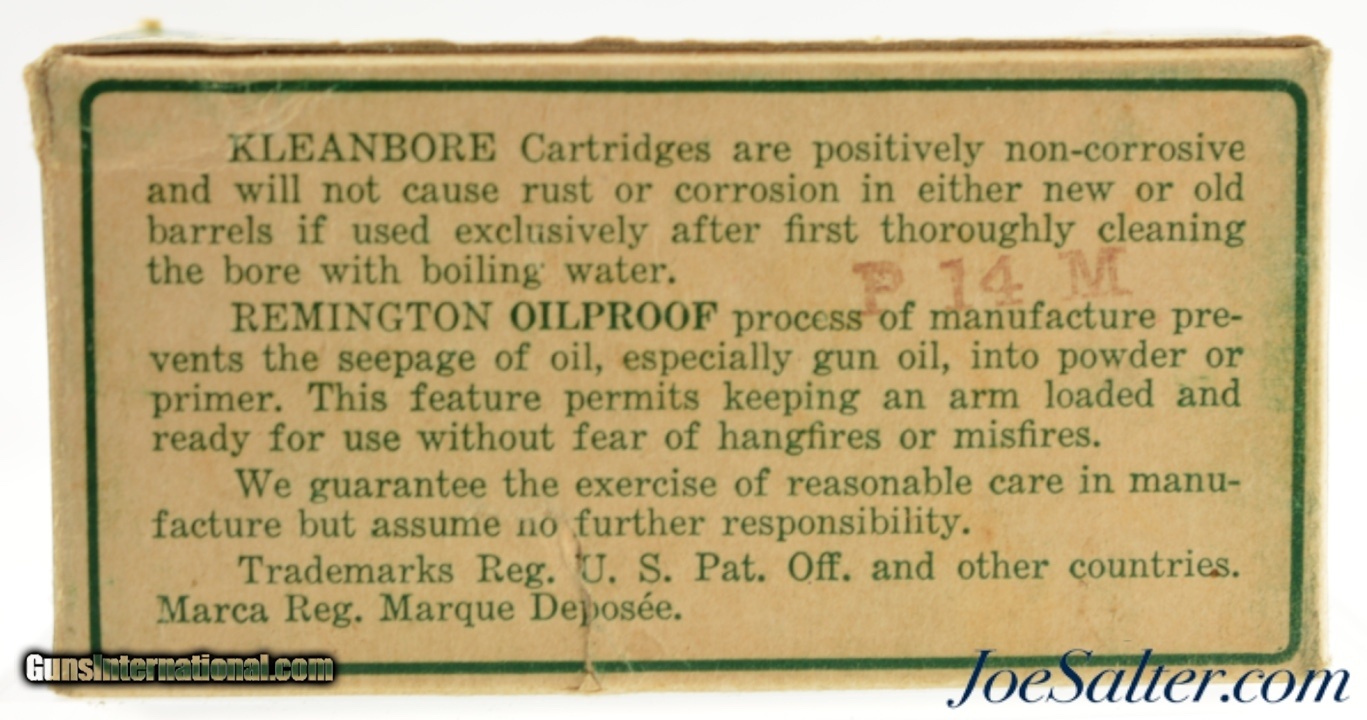 KLEANBORE Cartridges are positively non-corrosive
and will not cause rust or corrosion in either new or old
barrels if used exclusively after first thoroughly cleaning
the bore with boiling water.
P 14 M
REMINGTON OILPROOF process of manufacture pre-
vents the seepage of oil, especially gun oil, into powder or
primer. This feature permits keeping an arm loaded and
ready for use without fear of hangfires or misfires.
We guarantee the exercise of reasonable care in manu-
facture but assume no further responsibility.
Trademarks Reg. U. S. Pat. Off. and other countries.
Marca Reg. Marque Deposée.
GunsInternational.com
JoeSalter.com